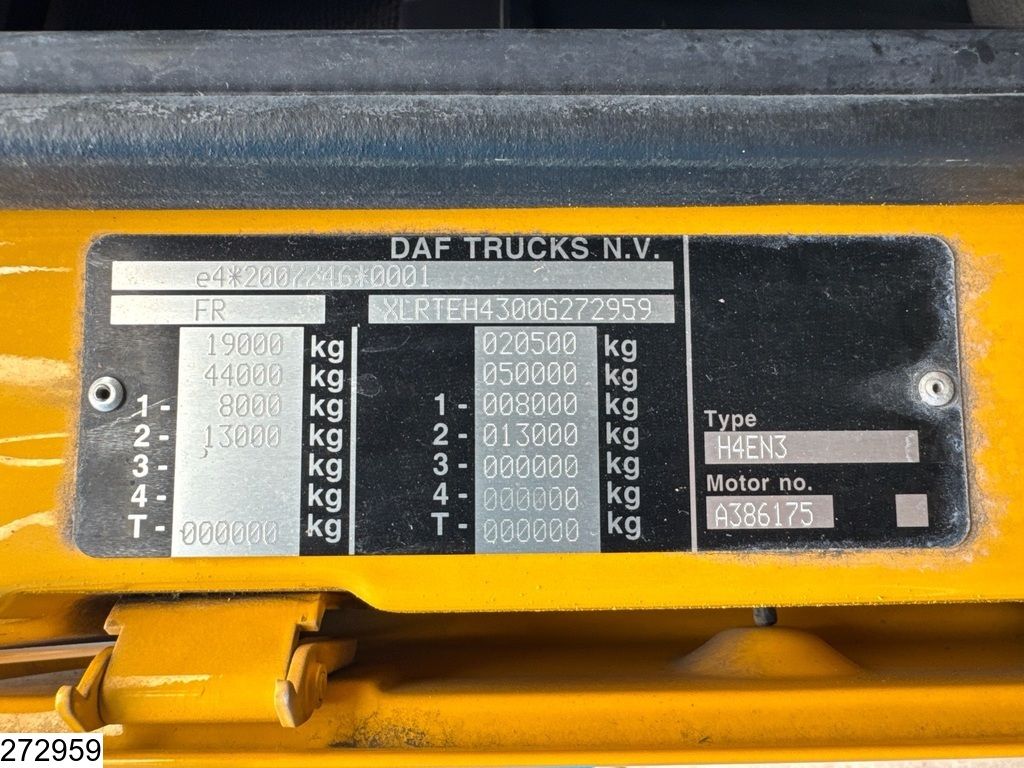 DAF TRUCKS N.V.
e4*2007/46*0001
FR XLRTEH4300G272959
19000 kg 020500 kg
44000 kg 050000 kg
1- 8000 kg 1- 008000 kg
2- 13000 kg 2- 013000 kg
3- kg 3- 000000 kg
4- kg 4- 000000 kg
T- 000000 kg T- 000000 kg
Type
H4EN3
Motor no.
A386175
272959